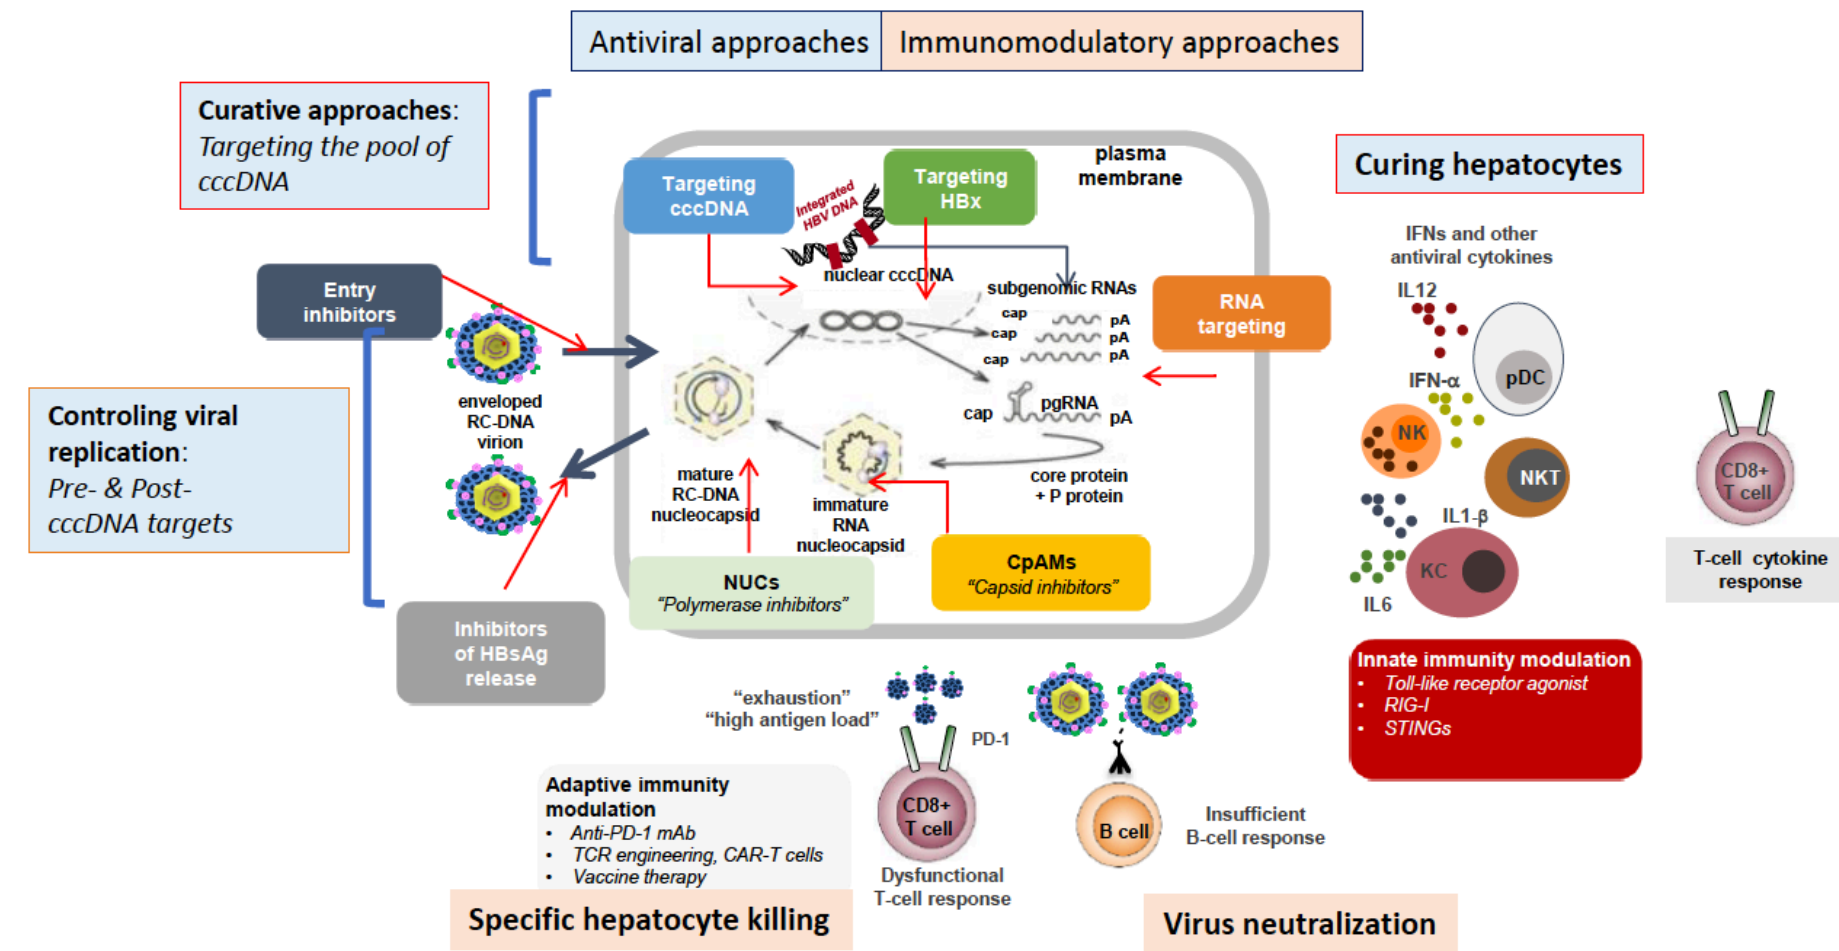 Antiviral approaches
Immunomodulatory approaches
Curative approaches:
Targeting the pool of
cccDNA
Targeting
cccDNA
Integrated
HBV DNA
Targeting
HBx
plasma
membrane
Curing hepatocytes
IFNs and other
antiviral cytokines
nuclear cccDNA
subgenomic RNAs
cap
pA
cap
pA
cap
pA
Entry
inhibitors
RNA
targeting
IL12
pDC
IFN-α
NK
NKT
IL1-β
KC
IL6
CD8+
T cell
T-cell cytokine
response
Controling viral
replication:
Pre- & Post-
cccDNA targets
enveloped
RC-DNA
virion
cap
pgRNA
pA
core protein
+ P protein
mature
RC-DNA
nucleocapsid
immature
RNA
nucleocapsid
NUCs
“Polymerase inhibitors”
CpAMs
“Capsid inhibitors”
Inhibitors
of HBsAg
release
Innate immunity modulation
• Toll-like receptor agonist
• RIG-I
• STINGs
“exhaustion”
“high antigen load”
PD-1
Adaptive immunity
modulation
• Anti-PD-1 mAb
• TCR engineering, CAR-T cells
• Vaccine therapy
CD8+
T cell
Dysfunctional
T-cell response
B cell
Insufficient
B-cell response
Specific hepatocyte killing
Virus neutralization